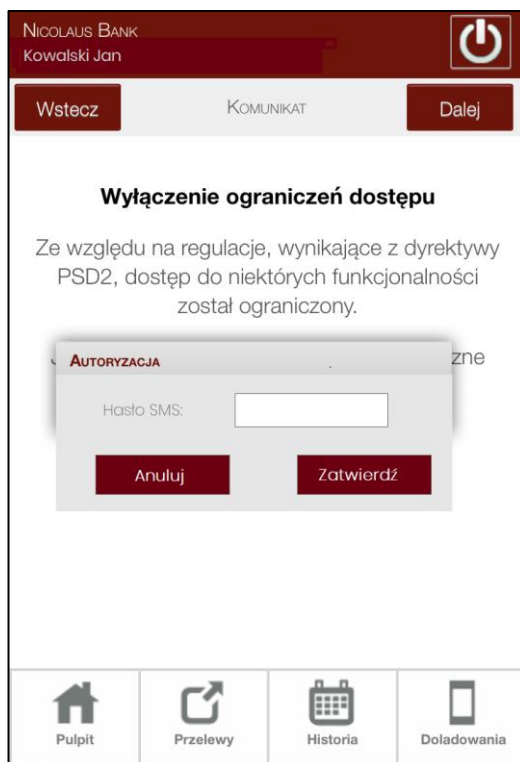 NICOLAUS BANK
Kowalski Jan
Wstecz
KOMUNIKAT
Dalej
Wyłączenie ograniczeń dostępu
Ze względu na regulacje, wynikające z dyrektywy
PSD2, dostęp do niektórych funkcjonalności
został ograniczony.
AUTORYZACJA
Hasło SMS:
Anuluj
Zatwierdź
Pulpit
Przelewy
Historia
Doladowania